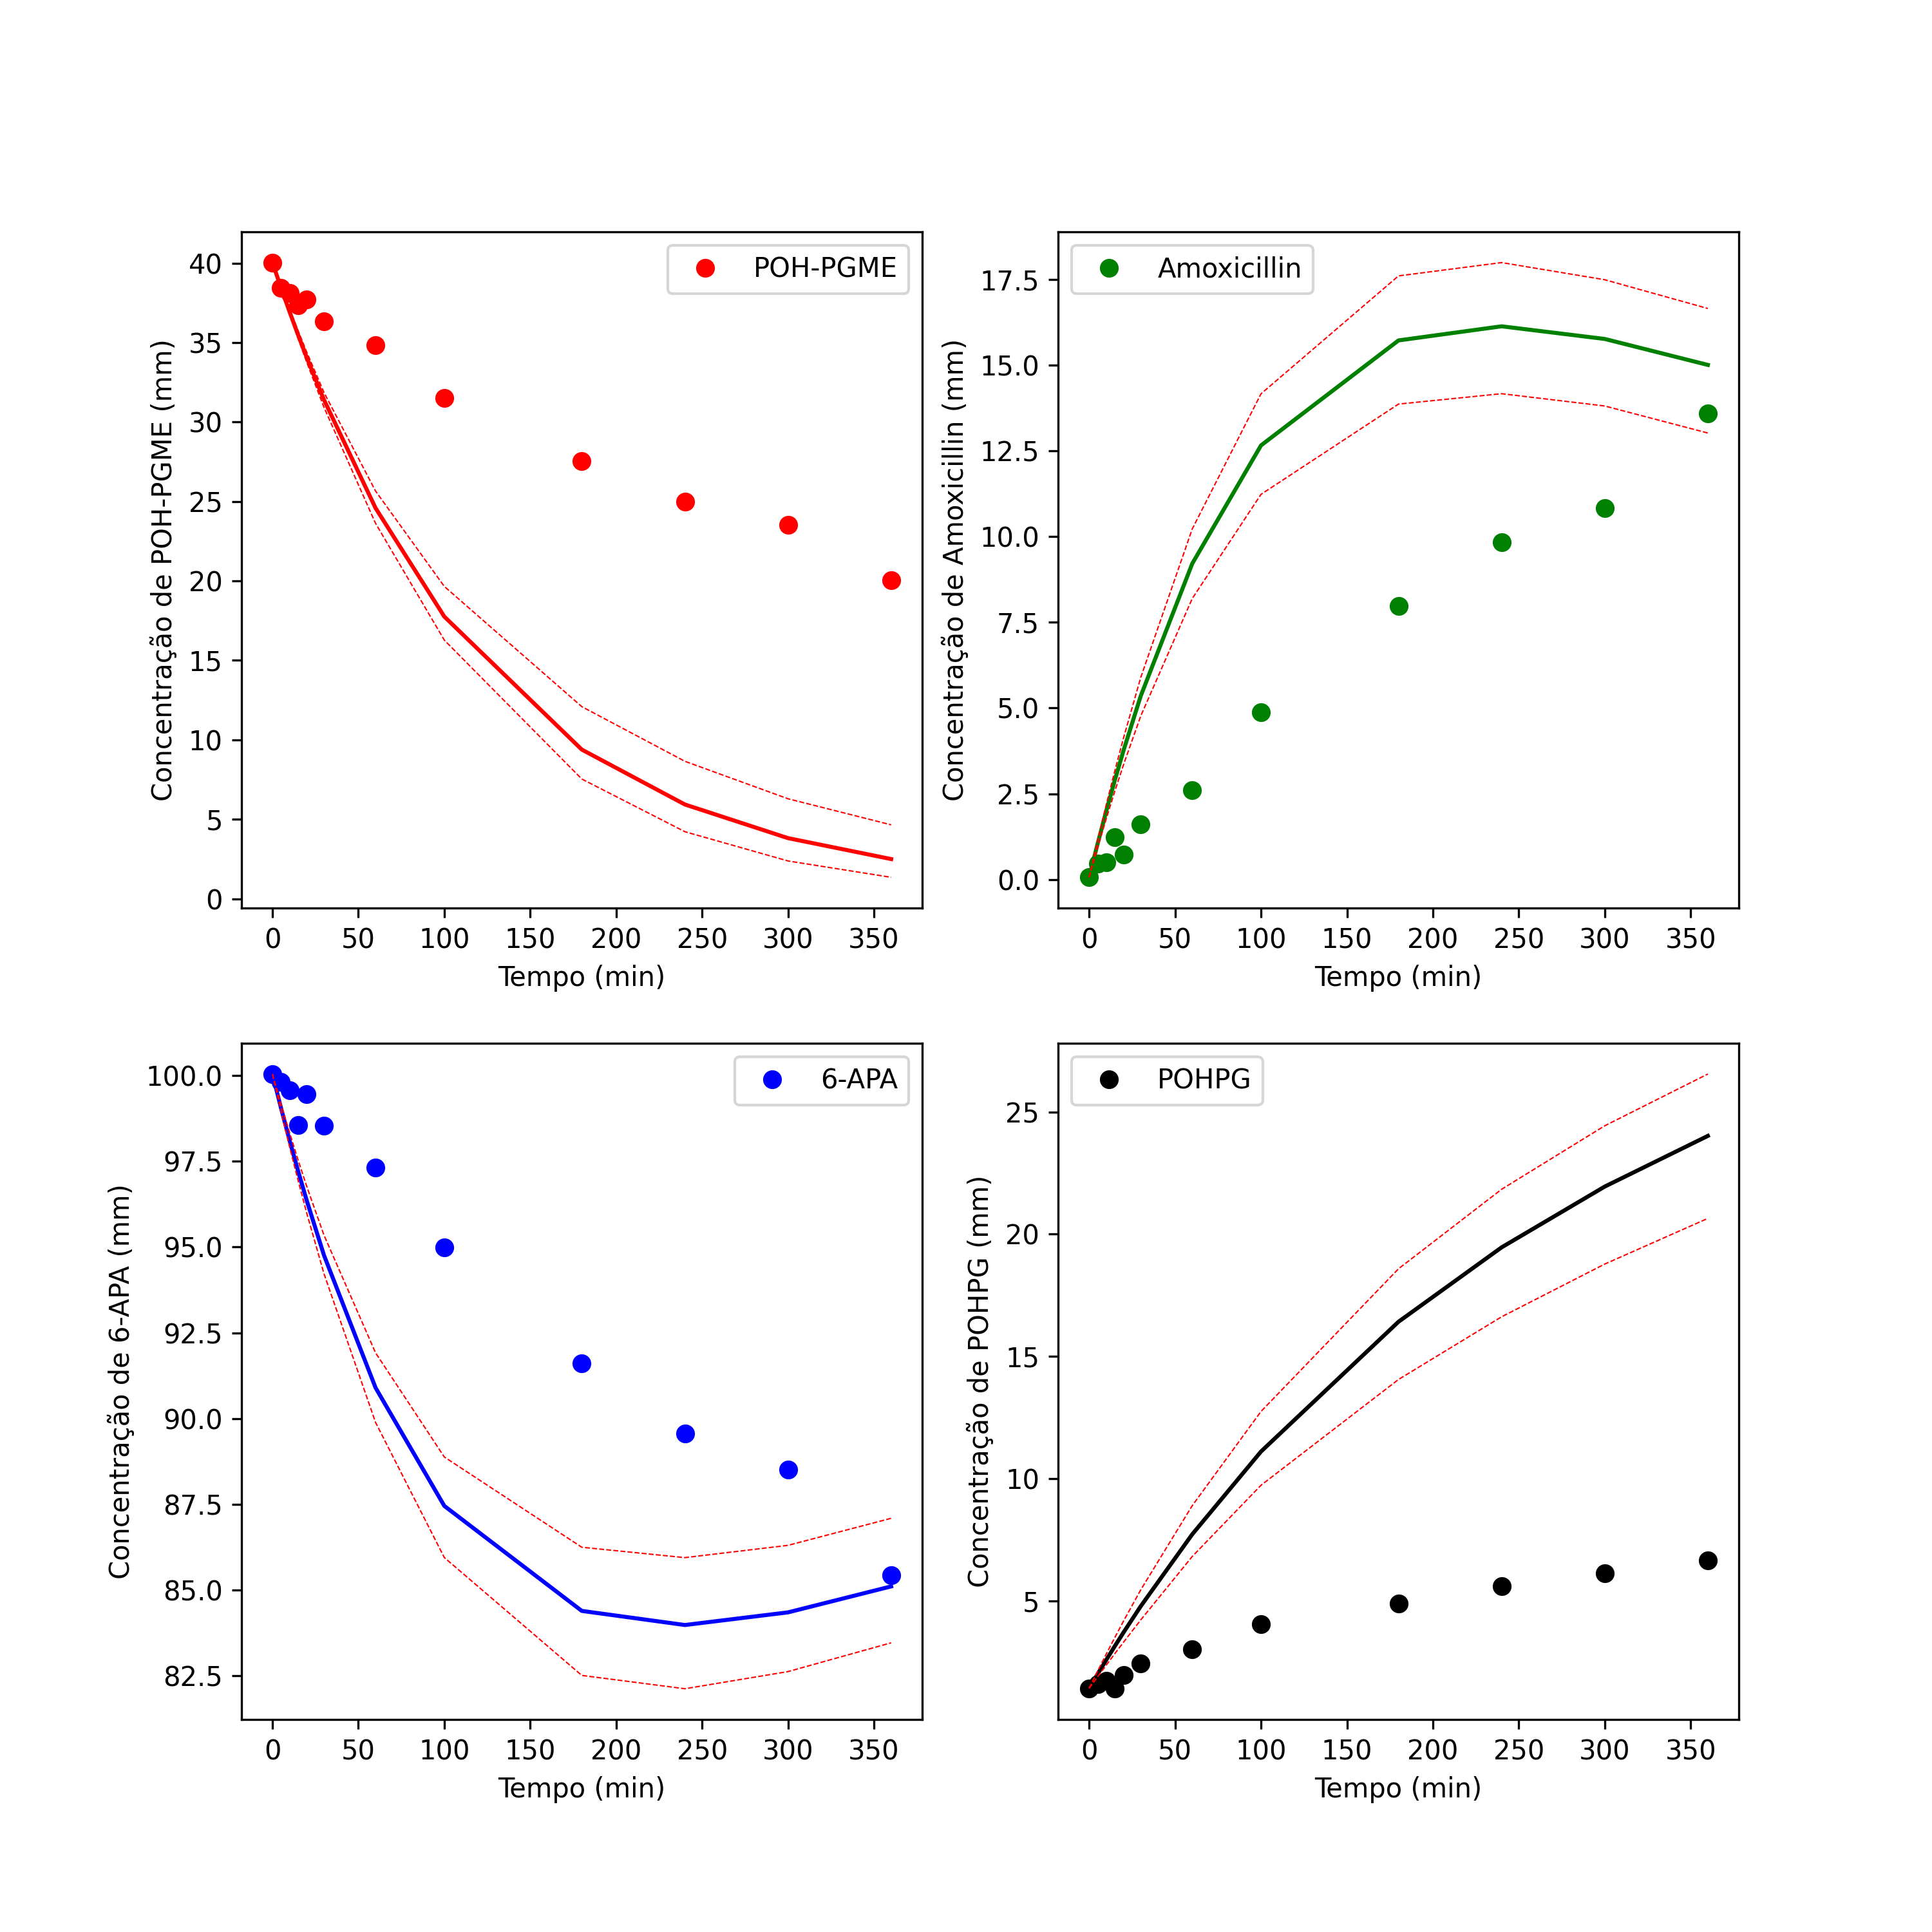 POH-PGME
40
35
30
25
20
15
10
5
0
Concentração de POH-PGME (mm)
0 50 100 150 200 250 300 350
Tempo (min)
Amoxicillin
17.5
15.0
12.5
10.0
7.5
5.0
2.5
0.0
Concentração de Amoxicillin (mm)
0 50 100 150 200 250 300 350
Tempo (min)
6-APA
100.0
97.5
95.0
92.5
90.0
87.5
85.0
82.5
Concentração de 6-APA (mm)
0 50 100 150 200 250 300 350
Tempo (min)
POHPG
25
20
15
10
5
Concentração de POHPG (mm)
0 50 100 150 200 250 300 350
Tempo (min)